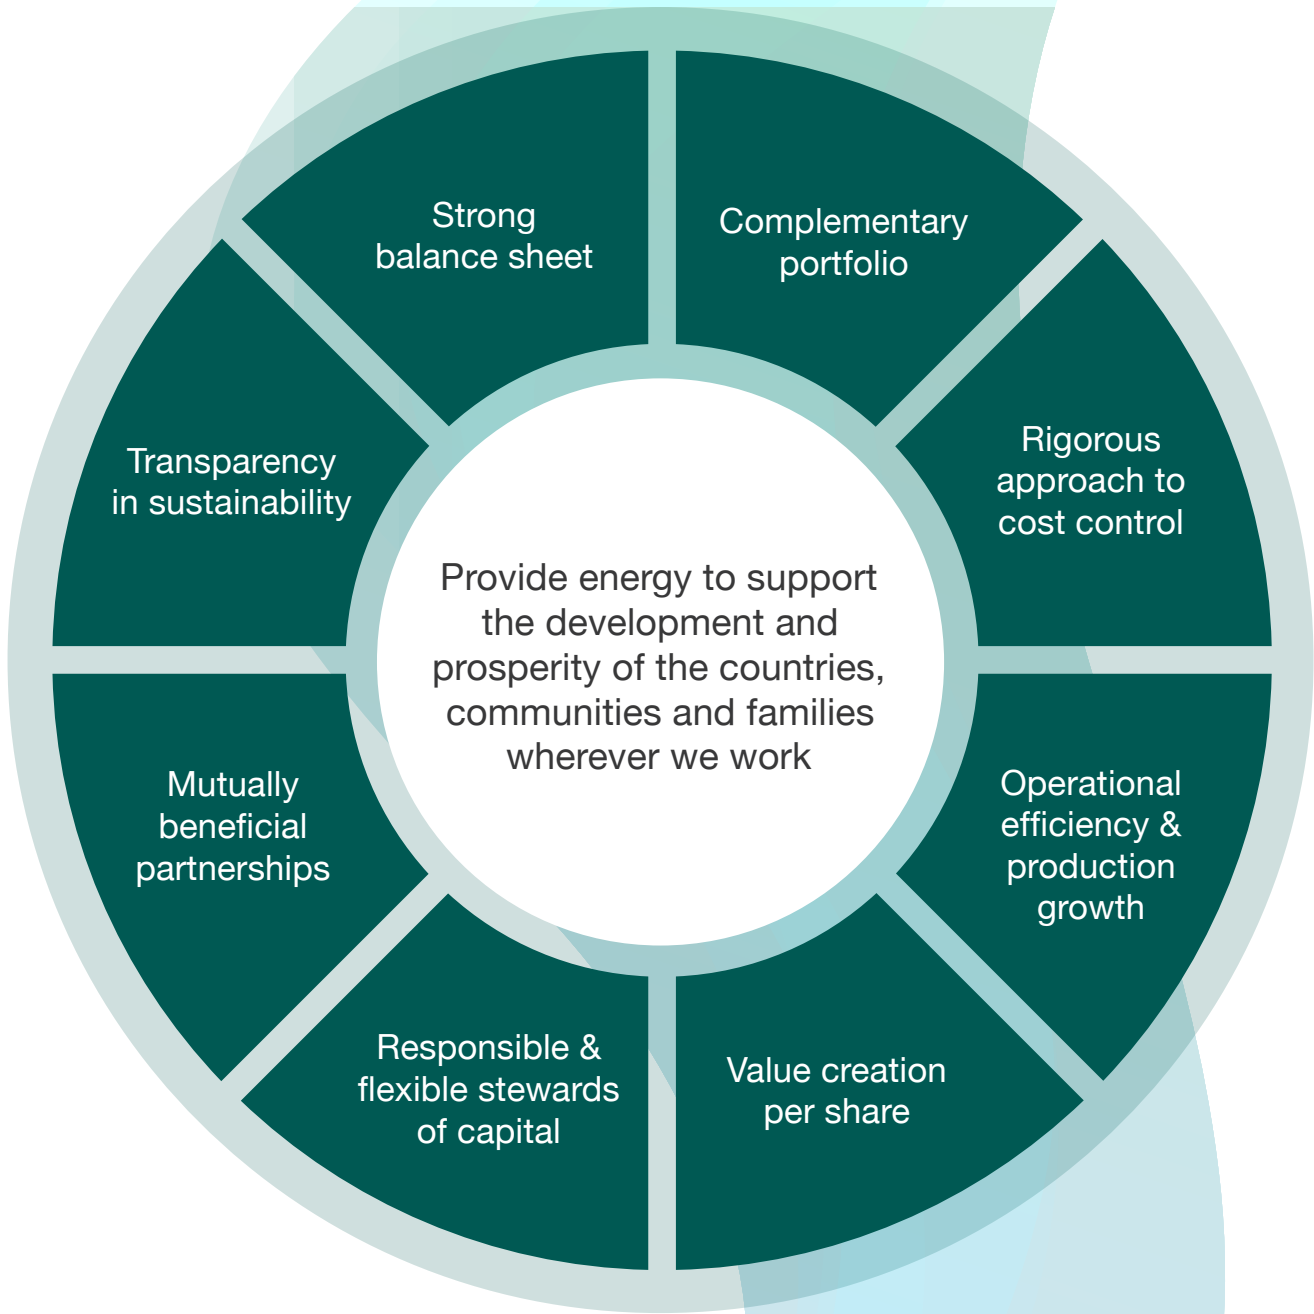 Strong
balance sheet
Complementary
portfolio
Rigorous
approach to
cost control
Operational
efficiency &
production
growth
Value creation
per share
Responsible &
flexible stewards
of capital
Mutually
beneficial
partnerships
Transparency
in sustainability
Provide energy to support
the development and
prosperity of the countries,
communities and families
wherever we work